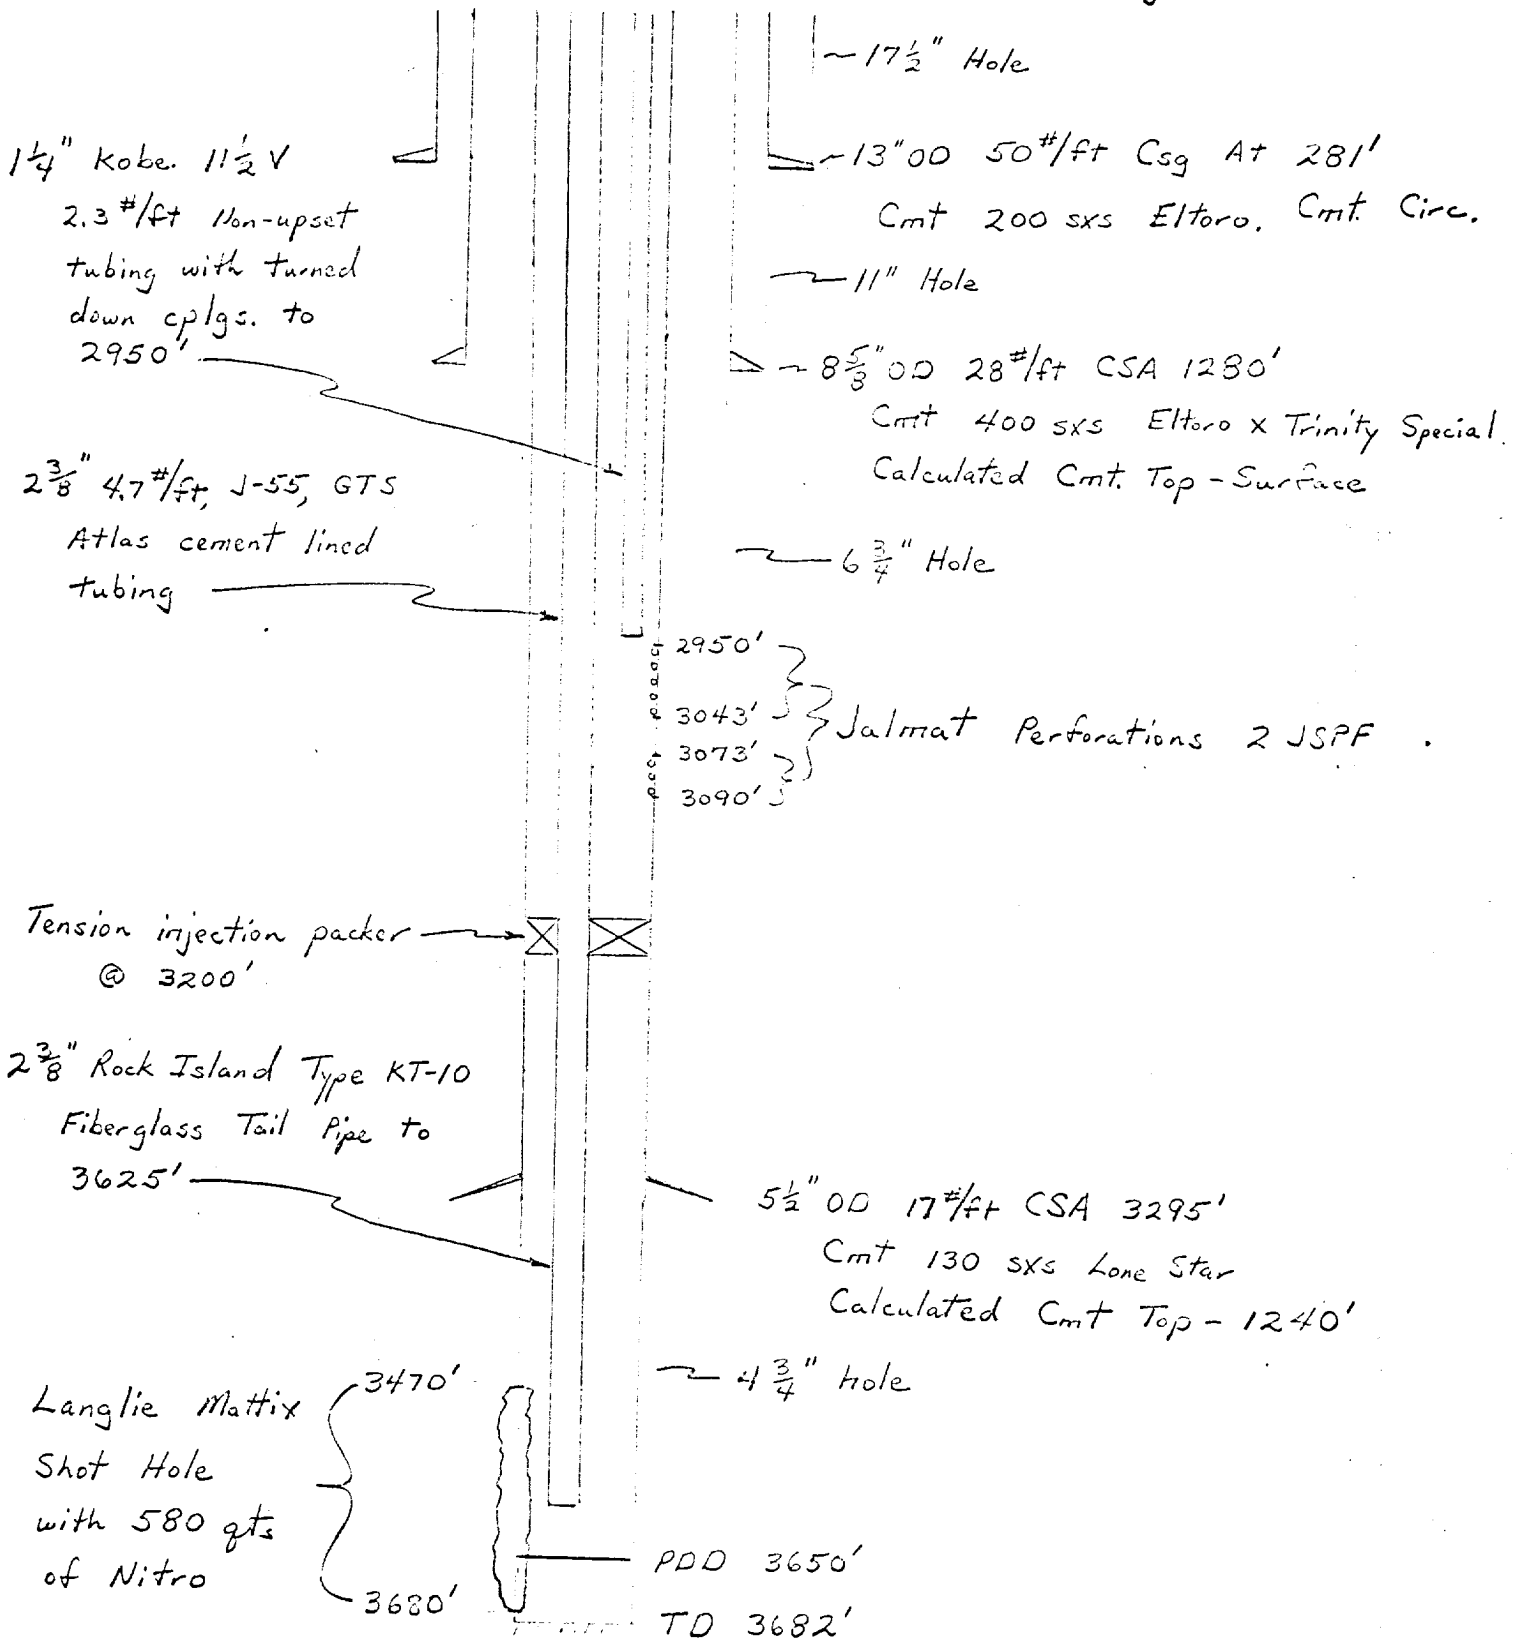 ~17½" Hole
1¼" Kobe. 11½ V
2.3 #/ft Non-upset
tubing with turned
down cplgs. to
2950'
~13"OD 50#/ft Csg At 281'
Cmt 200 sxs Eltoro. Cmt. Circ.
11" Hole
8⅝"OD 28#/ft CSA 1280'
Cmt 400 sxs Eltoro x Trinity Special.
Calculated Cmt. Top - Surface
2⅜" 4.7#/ft, J-55, GTS
Atlas cement lined
tubing
6¾" Hole
2950'
3043'
3073'
3090'
Jalmat Perforations 2 JSPF .
Tension injection packer
@ 3200'
2⅜" Rock Island Type KT-10
Fiberglass Tail Pipe to
3625'
5½"OD 17#/ft CSA 3295'
Cmt 130 sxs Lone Star
Calculated Cmt Top - 1240'
4¾" hole
Langlie Mattix
Shot Hole
with 580 qts
of Nitro
3470'
3680'
PDD 3650'
TD 3682'